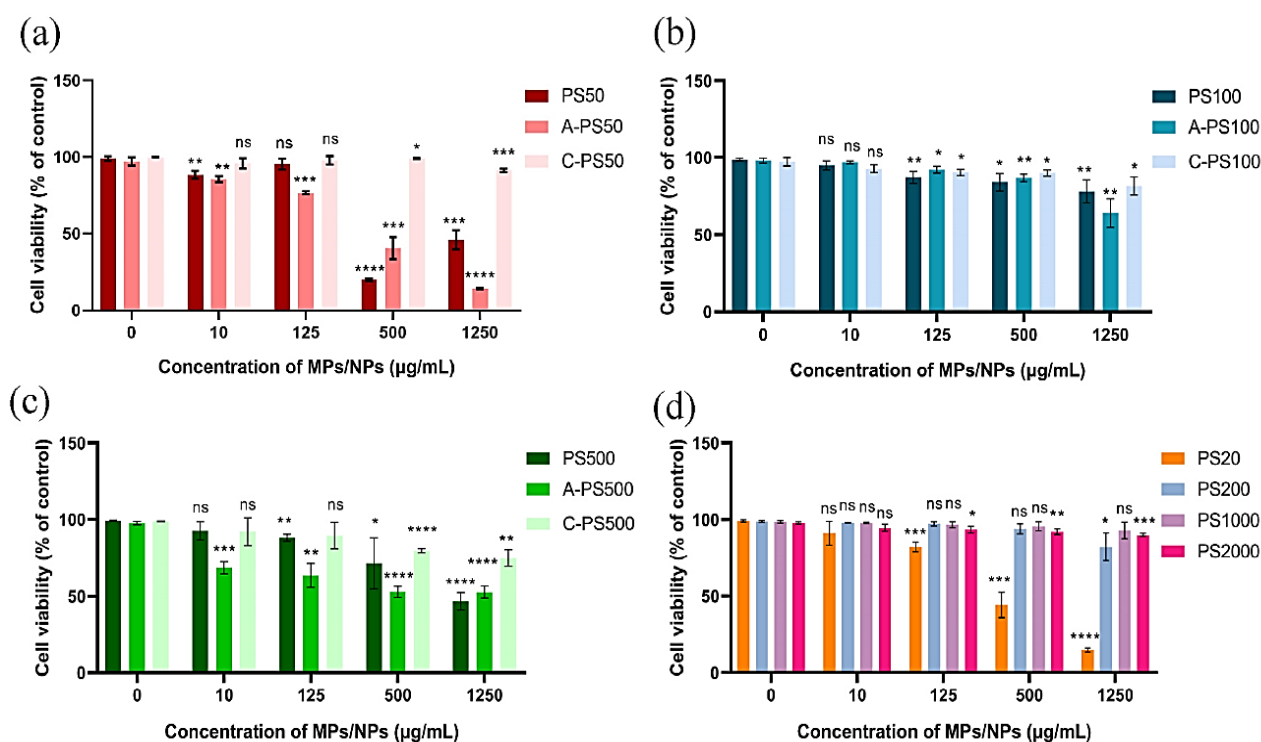 (a)
150
100
50
0
Cell viability (% of control)
** ** ns
ns *** ns
**** *** *
*** **** ***
0 10 125 500 1250
Concentration of MPs/NPs (µg/mL)
PS50
A-PS50
C-PS50
(b)
150
100
50
0
Cell viability (% of control)
ns ns ns
** * *
* ** *
** ** *
0 10 125 500 1250
Concentration of MPs/NPs (µg/mL)
PS100
A-PS100
C-PS100
(c)
150
100
50
0
Cell viability (% of control)
ns *** ns
** ** ns
* **** ****
**** **** **
0 10 125 500 1250
Concentration of MPs/NPs (µg/mL)
PS500
A-PS500
C-PS500
(d)
150
100
50
0
Cell viability (% of control)
ns ns ns ns
*** ns ns *
*** ns ns **
**** * ns ***
0 10 125 500 1250
Concentration of MPs/NPs (µg/mL)
PS20
PS200
PS1000
PS2000